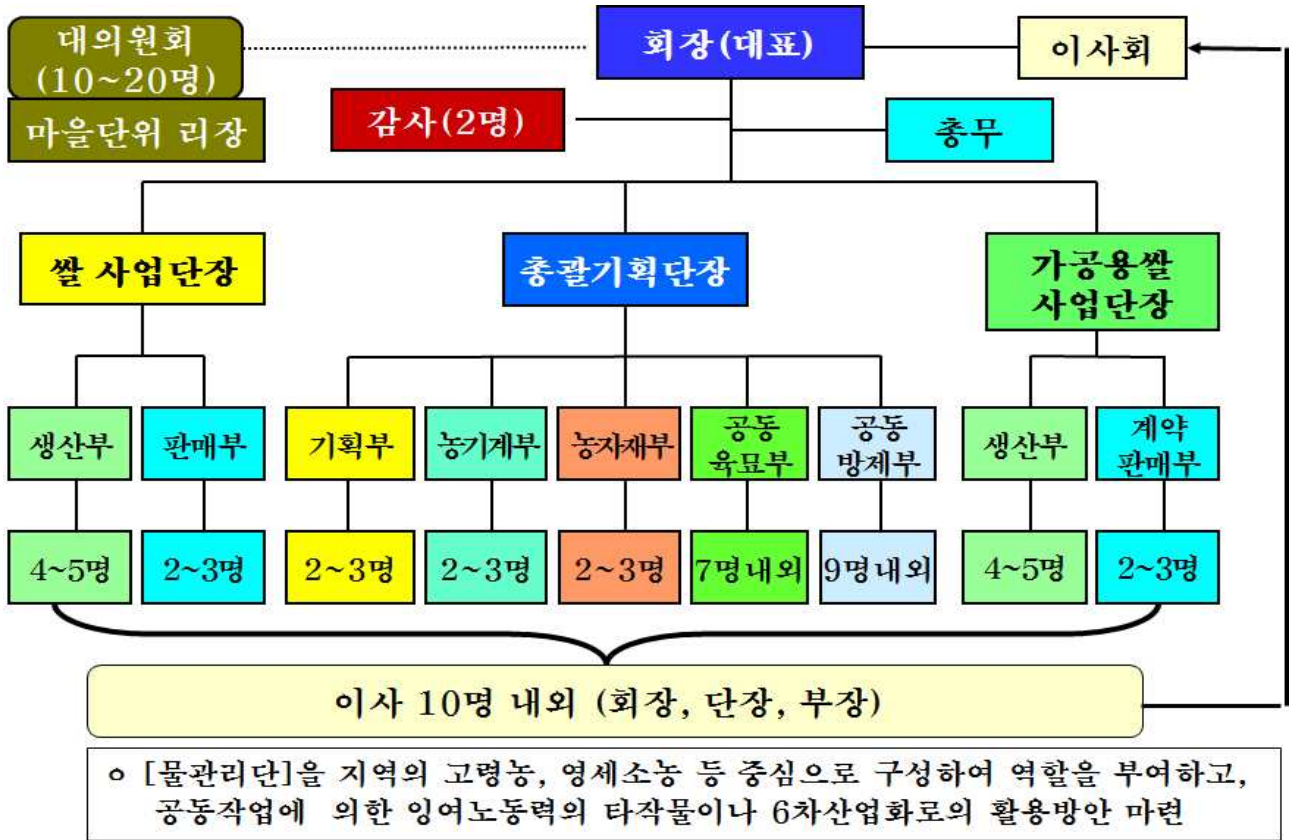 대의원회
(10~20명)
마을단위 리장
회장(대표)
이사회
감사(2명)
총무
쌀 사업단장
총괄기획단장
가공용쌀
사업단장
생산부
판매부
기획부
농기계부
농자재부
공동
육묘부
공동
방제부
생산부
계약
판매부
4~5명
2~3명
2~3명
2~3명
2~3명
7명내외
9명내외
4~5명
2~3명
이사 10명 내외 (회장, 단장, 부장)
ㅇ [물관리단]을 지역의 고령농, 영세소농 등 중심으로 구성하여 역할을 부여하고,
공동작업에 의한 잉여노동력의 타작물이나 6차산업화로의 활용방안 마련